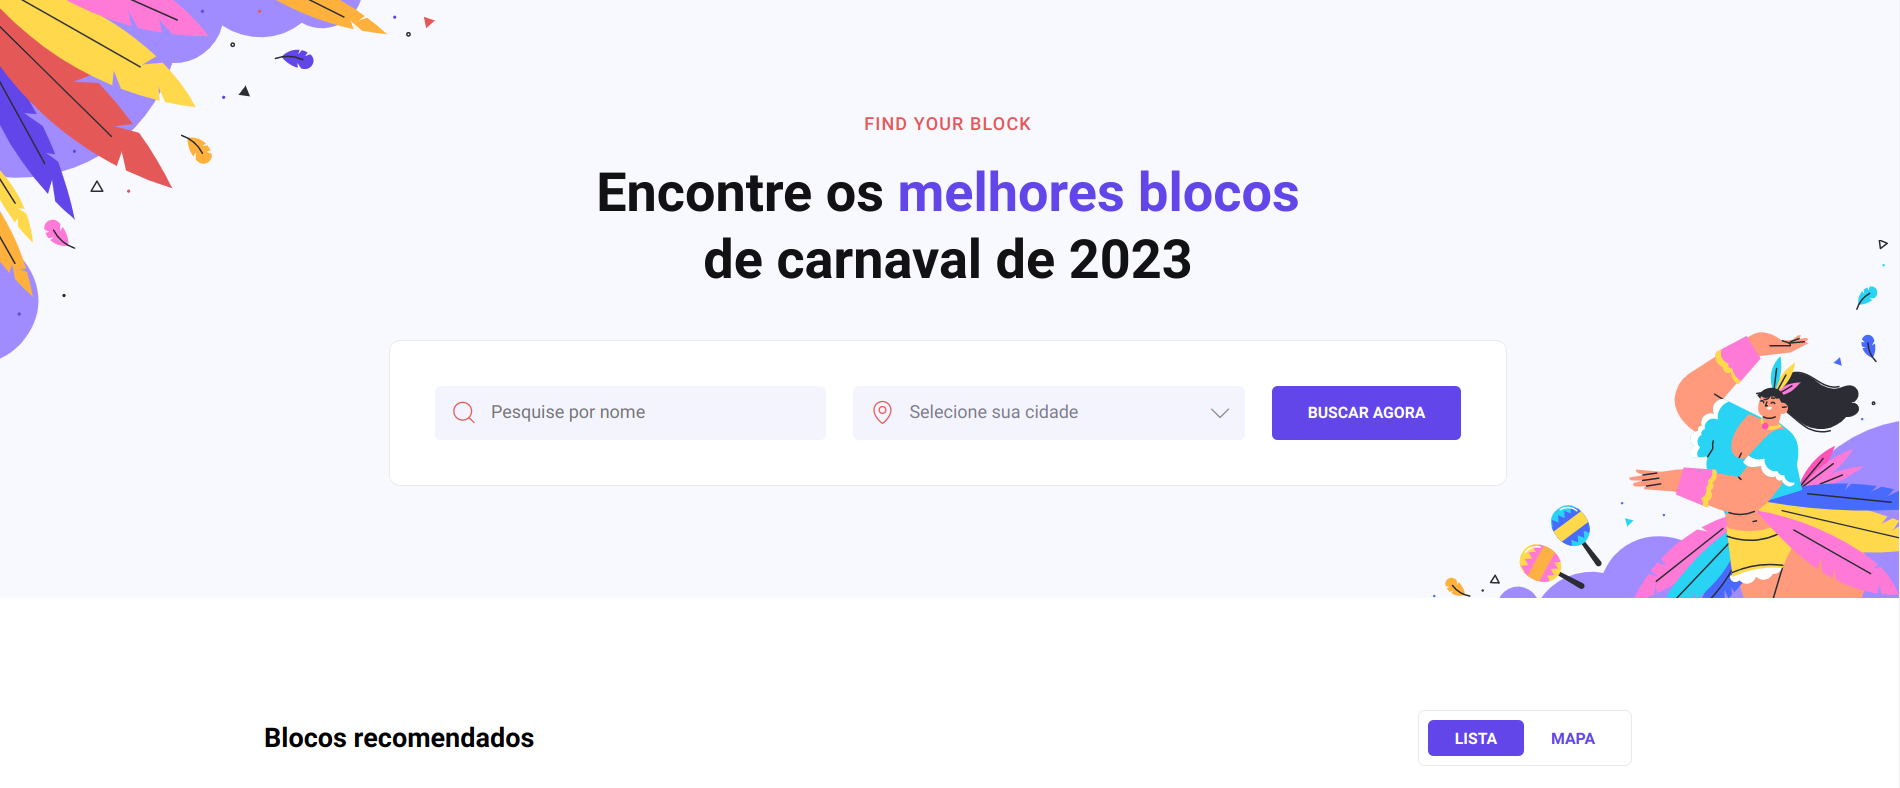 FIND YOUR BLOCK
Encontre os melhores blocos
de carnaval de 2023
Pesquise por nome
Selecione sua cidade
BUSCAR AGORA
Blocos recomendados
LISTA
MAPA